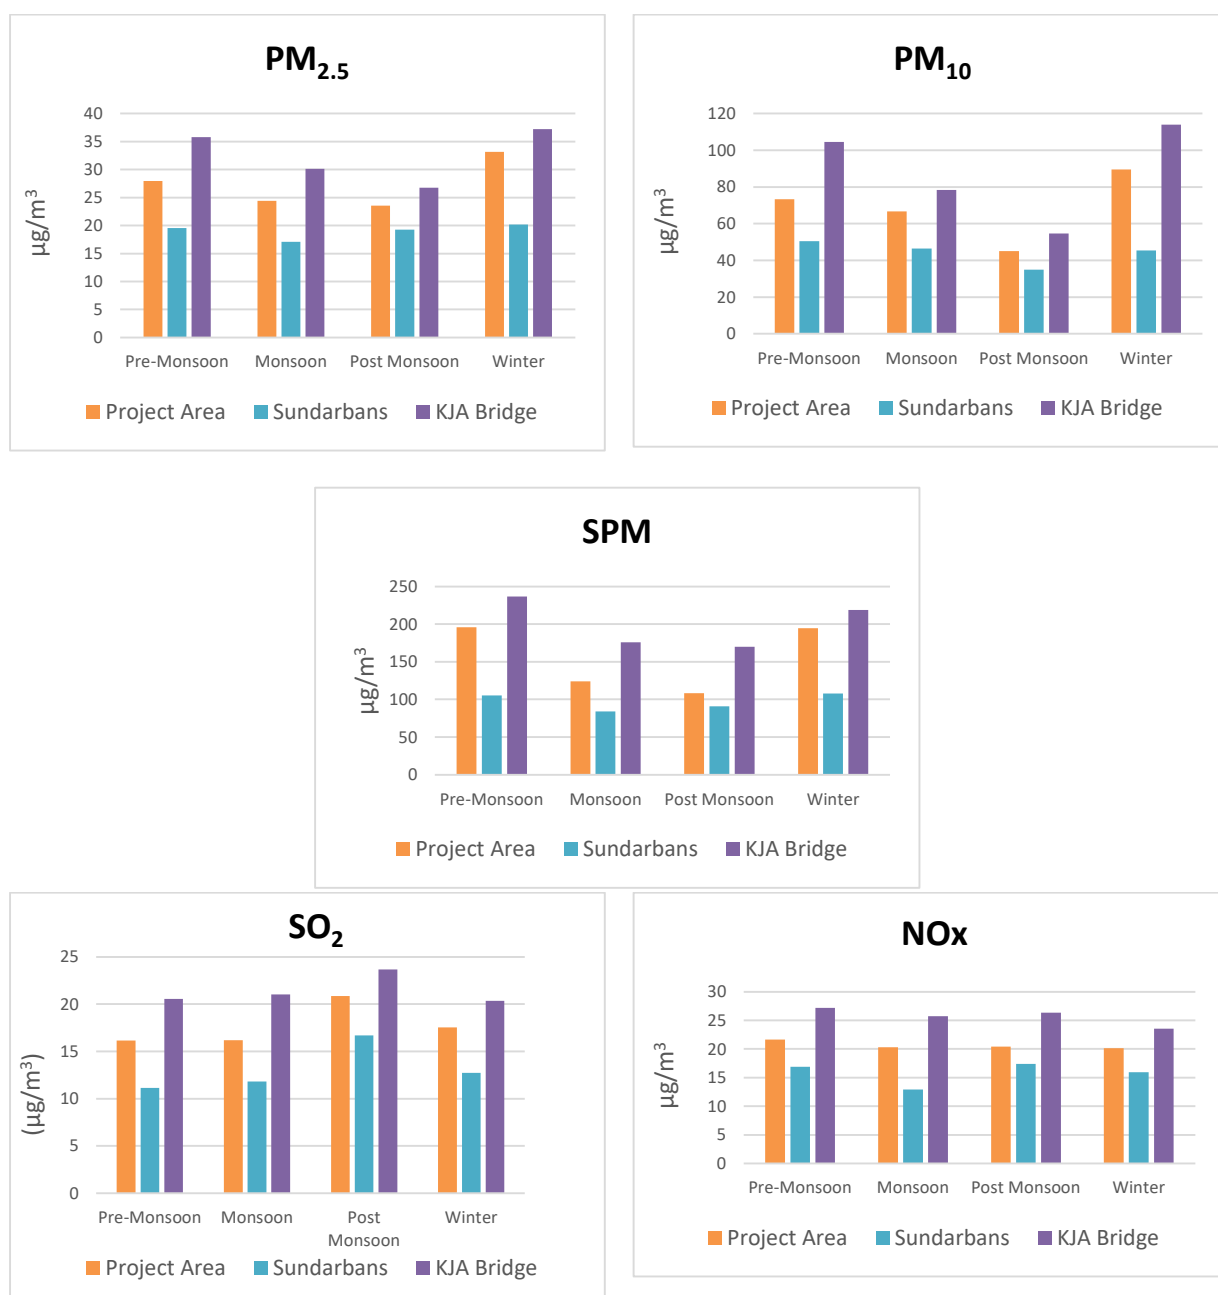 PM2.5
40
35
30
25
20
15
10
5
0
µg/m³
Pre-Monsoon Monsoon Post Monsoon Winter
Project Area Sundarbans KJA Bridge
PM10
120
100
80
60
40
20
0
µg/m³
Pre-Monsoon Monsoon Post Monsoon Winter
Project Area Sundarbans KJA Bridge
SPM
250
200
150
100
50
0
µg/m³
Pre-Monsoon Monsoon Post Monsoon Winter
Project Area Sundarbans KJA Bridge
SO2
25
20
15
10
5
0
(µg/m³)
Pre-Monsoon Monsoon Post Winter
Monsoon
Project Area Sundarbans KJA Bridge
NOx
30
25
20
15
10
5
0
µg/m³
Pre-Monsoon Monsoon Post Monsoon Winter
Project Area Sundarbans KJA Bridge